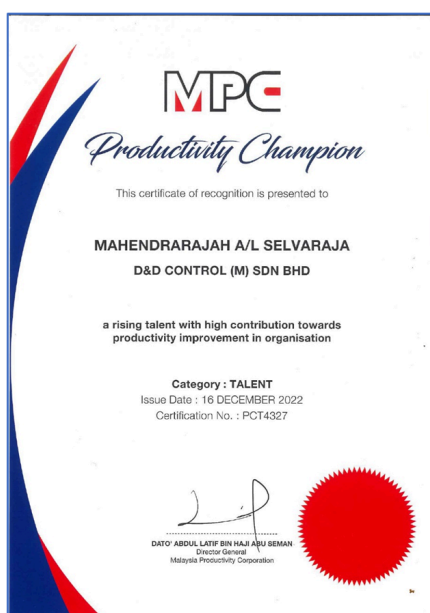 MPC
Productivity Champion
This certificate of recognition is presented to
MAHENDRARAJAH A/L SELVARAJA
D&D CONTROL (M) SDN BHD
a rising talent with high contribution towards
productivity improvement in organisation
Category : TALENT
Issue Date : 16 DECEMBER 2022
Certification No. : PCT4327
DATO' ABDUL LATIF BIN HAJI ABU SEMAN
Director General
Malaysia Productivity Corporation